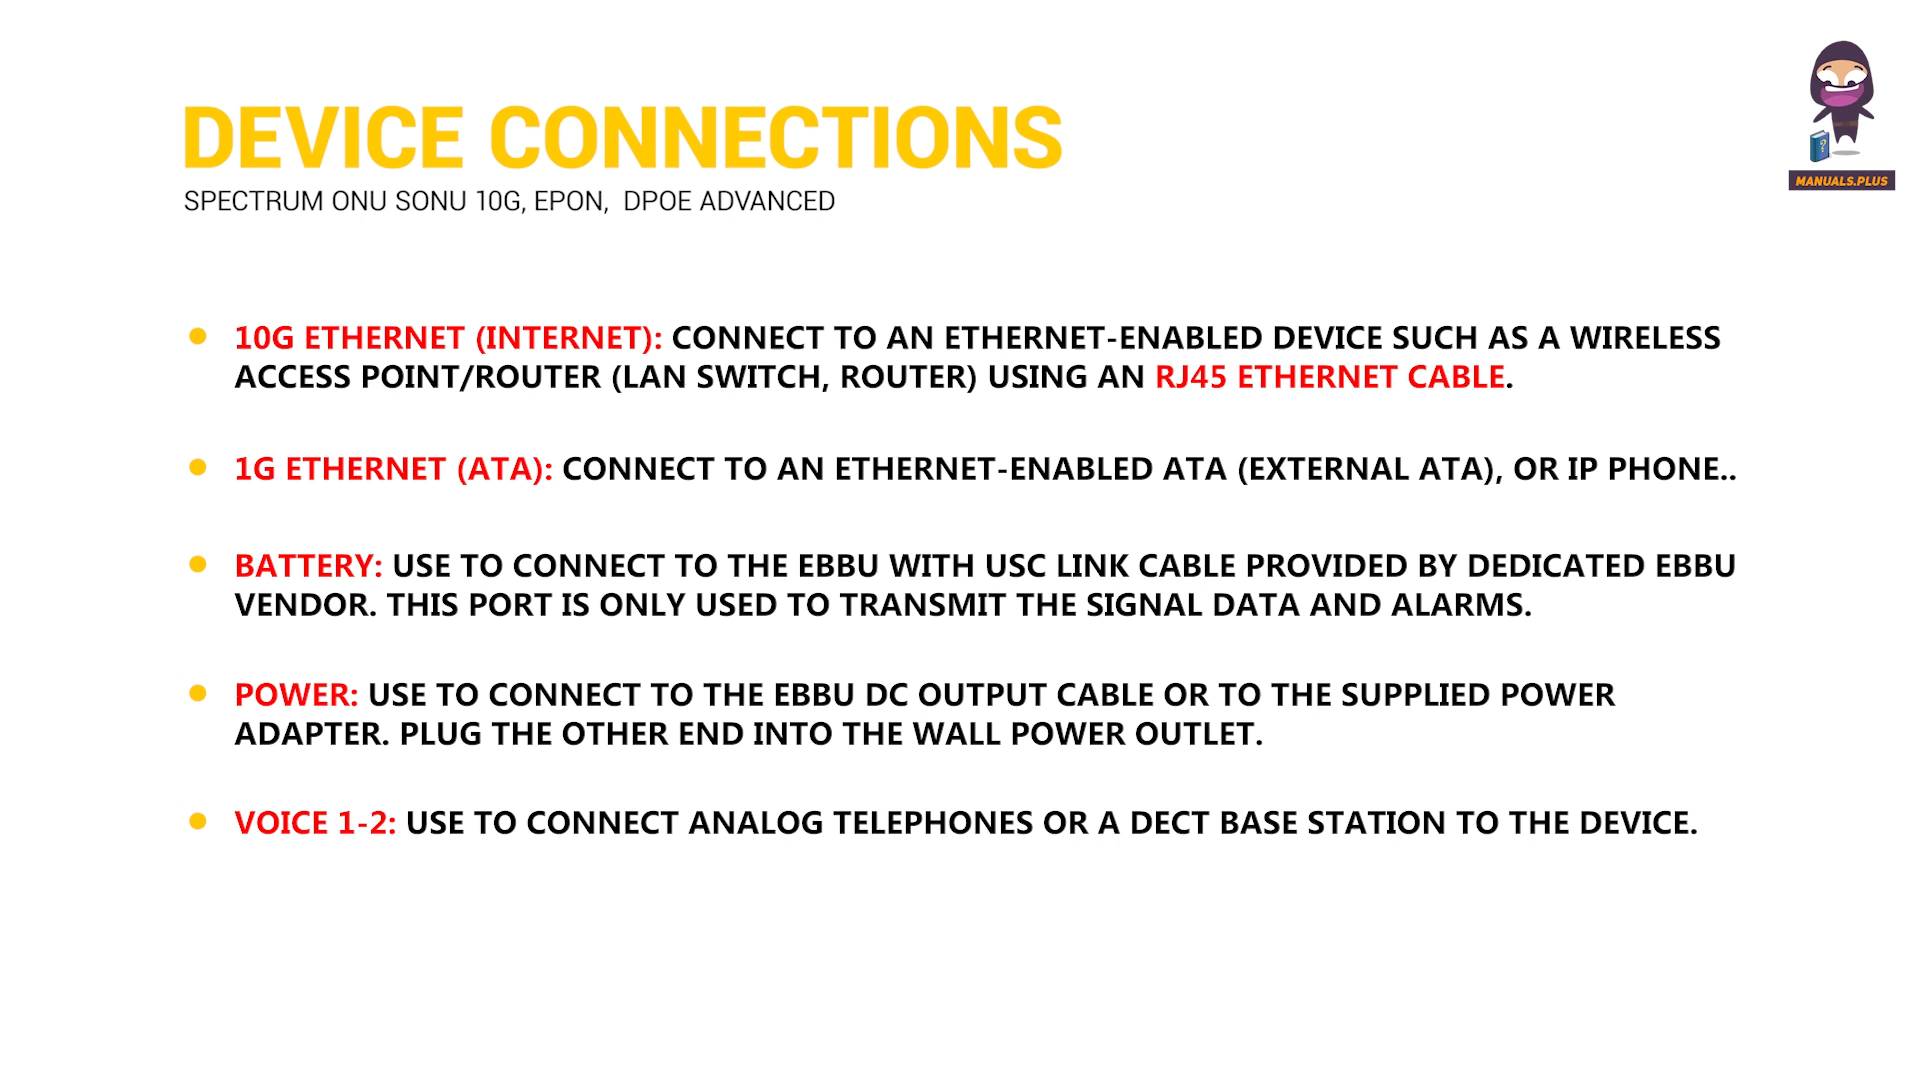 MANUALS.PLUS
DEVICE CONNECTIONS
SPECTRUM ONU SONU 10G, EPON, DPOE ADVANCED
10G ETHERNET (INTERNET): CONNECT TO AN ETHERNET-ENABLED DEVICE SUCH AS A WIRELESS
ACCESS POINT/ROUTER (LAN SWITCH, ROUTER) USING AN RJ45 ETHERNET CABLE.
1G ETHERNET (ATA): CONNECT TO AN ETHERNET-ENABLED ATA (EXTERNAL ATA), OR IP PHONE..
BATTERY: USE TO CONNECT TO THE EBBU WITH USC LINK CABLE PROVIDED BY DEDICATED EBBU
VENDOR. THIS PORT IS ONLY USED TO TRANSMIT THE SIGNAL DATA AND ALARMS.
POWER: USE TO CONNECT TO THE EBBU DC OUTPUT CABLE OR TO THE SUPPLIED POWER
ADAPTER. PLUG THE OTHER END INTO THE WALL POWER OUTLET.
VOICE 1-2: USE TO CONNECT ANALOG TELEPHONES OR A DECT BASE STATION TO THE DEVICE.